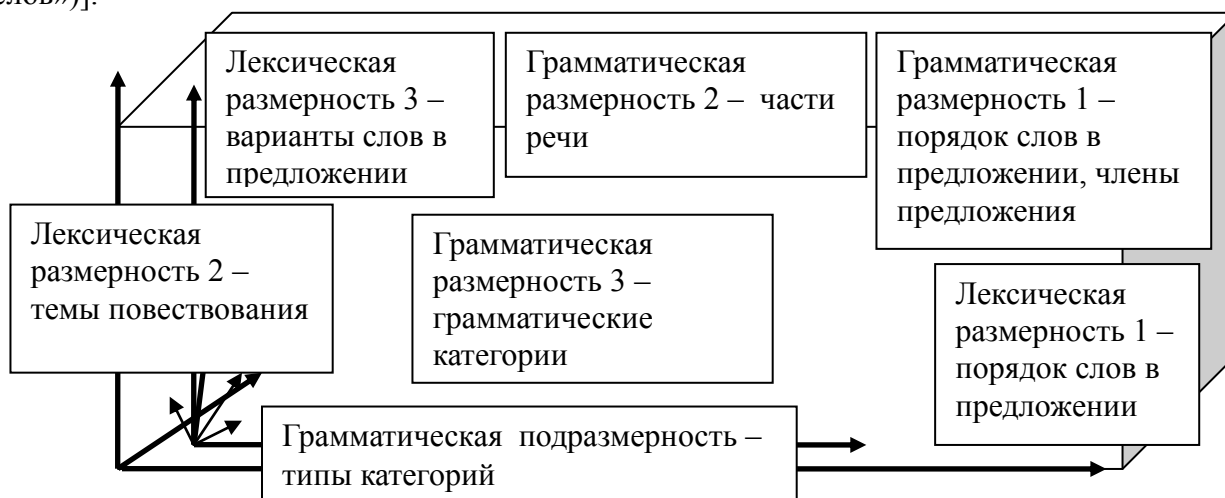 слов»)].
Лексическая
размерность 3 –
варианты слов в
предложении
Грамматическая
размерность 2 – части
речи
Грамматическая
размерность 1 –
порядок слов в
предложении, члены
предложения
Лексическая
размерность 2 –
темы повествования
Грамматическая
размерность 3 –
грамматические
категории
Лексическая
размерность 1 –
порядок слов в
предложении
Грамматическая подразмерность –
типы категорий